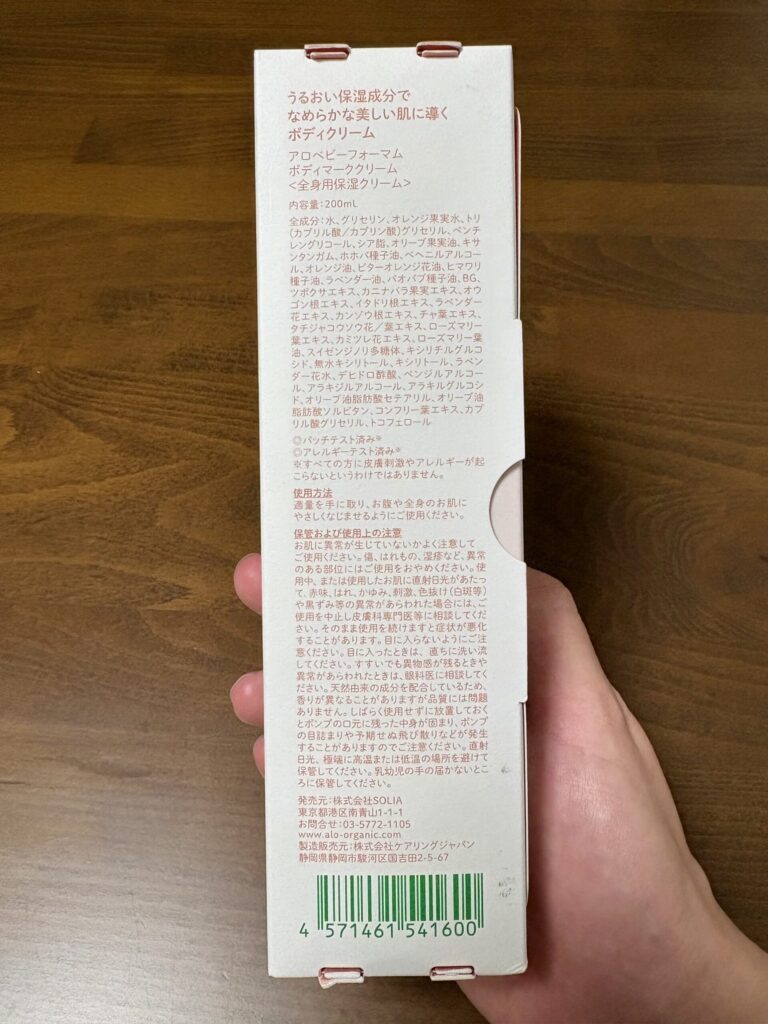 うるおい保湿成分で
なめらかな美しい肌に導く
ボディクリーム
アロベビーフォーマム
ボディマーククリーム
<全身用保湿クリーム>
内容量:200mL
全成分:水、グリセリン、オレンジ果実水、トリ
(カプリル酸/カプリン酸)グリセリル、ペンチ
レングリコール、シア脂、オリーブ果実油、キサ
ンタンガム、ホホバ種子油、ベヘニルアルコー
ル、オレンジ油、ビターオレンジ花油、ヒマワリ
種子油、ラベンダー油、バオバブ種子油、BG、
ツボクサエキス、カニナバラ果実エキス、オウ
ゴン根エキス、イタドリ根エキス、ラベンダー
花エキス、カンゾウ根エキス、チャ葉エキス、
タチジャコウソウ花/葉エキス、ローズマリー
葉エキス、カミツレ花エキス、ローズマリー葉
油、スイゼンジノリ多糖体、キシリチルグルコ
シド、無水キシリトール、キシリトール、ラベン
ダー花水、デヒドロ酢酸、ベンジルアルコー
ル、アラキジルアルコール、アラキルグルコシ
ド、オリーブ油脂肪酸セテアリル、オリーブ油
脂肪酸ソルビタン、コンフリー葉エキス、カプ
リル酸グリセリル、トコフェロール
◎パッチテスト済み※
◎アレルギーテスト済み※
※すべての方に皮膚刺激やアレルギーが起
こらないというわけではありません。
使用方法
適量を手に取り、お腹や全身のお肌に
やさしくなじませるようにご使用ください。
保管および使用上の注意
お肌に異常が生じていないかよく注意して
ご使用ください。傷、はれもの、湿疹など、異常
のある部位にはご使用をおやめください。使
用中、または使用したお肌に直射日光があたっ
て、赤味、はれ、かゆみ、刺激、色抜け(白斑等)
や黒ずみ等の異常があらわれた場合には、ご
使用を中止し皮膚科専門医等に相談してくだ
さい。そのまま使用を続けますと症状が悪化
することがあります。目に入らないようにご注
意ください。目に入ったときは、直ちに洗い流
してください。すすいでも異物感が残るときや
異常があらわれたときは、眼科医に相談してく
ださい。天然由来の成分を配合しているため、
香りが異なることがありますが品質には問題
ありません。しばらく使用せずに放置しておく
とポンプの口元に残った中身が固まり、ポンプ
の目詰まりや予期せぬ飛び散りなどが発生
することがありますのでご注意ください。直射
日光、極端に高温または低温の場所を避けて
保管してください。乳幼児の手の届かないとこ
ろに保管してください。
発売元:株式会社SOLIA
東京都港区南青山1-1-1
お問合せ:03-5772-1105
www.alo-organic.com
製造販売元:株式会社ケアリングジャパン
静岡県静岡市駿河区国吉田2-5-67
4 571461 541600